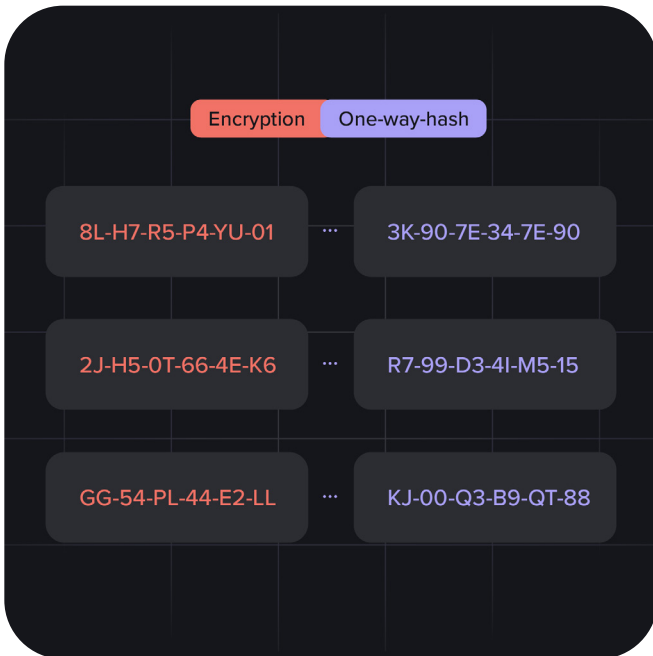 Encryption One-way-hash
8L-H7-R5-P4-YU-01 ... 3K-90-7E-34-7E-90
2J-H5-0T-66-4E-K6 ... R7-99-D3-4I-M5-15
GG-54-PL-44-E2-LL ... KJ-00-Q3-B9-QT-88